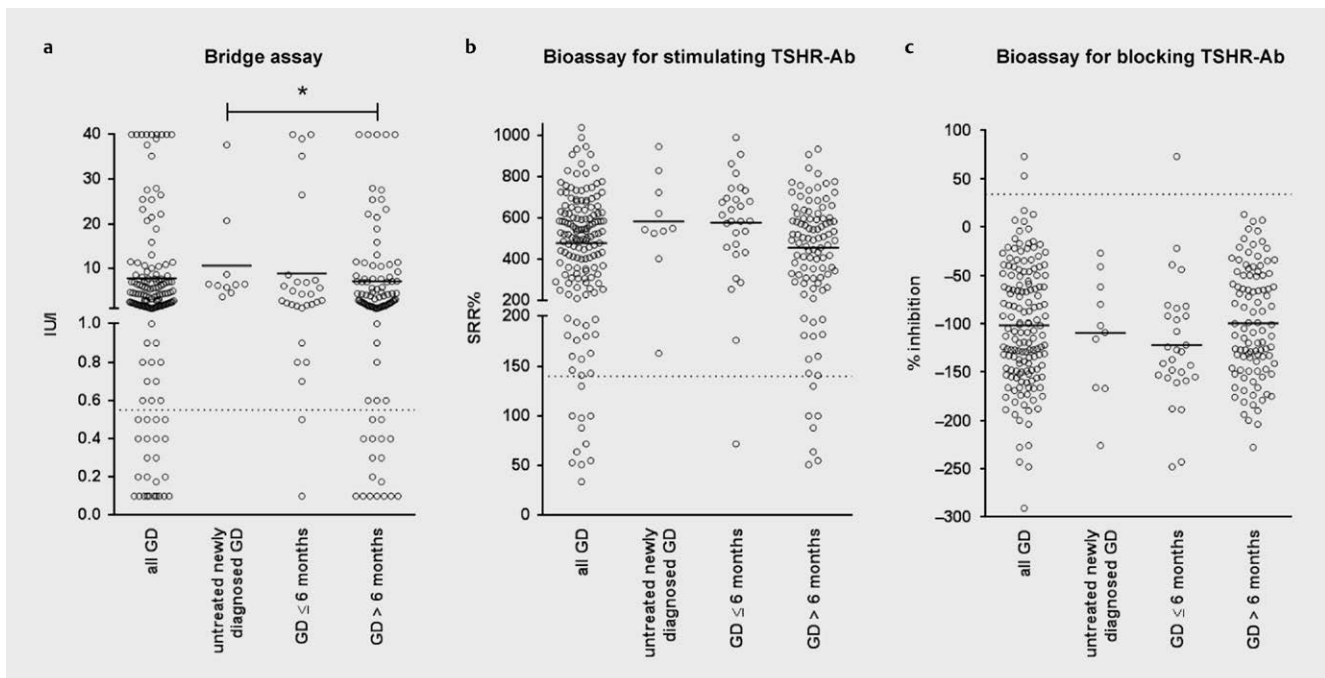 a
Bridge assay
*
IU/l
40
30
20
10
1.0
0.8
0.6
0.4
0.2
0.0
all GD
untreated newly
diagnosed GD
GD ≤ 6 months
GD > 6 months
b
Bioassay for stimulating TSHR-Ab
SRR%
1000
800
600
400
200
200
150
100
50
0
all GD
untreated newly
diagnosed GD
GD ≤ 6 months
GD > 6 months
c
Bioassay for blocking TSHR-Ab
% inhibition
100
50
0
–50
–100
–150
–200
–250
–300
all GD
untreated newly
diagnosed GD
GD ≤ 6 months
GD > 6 months